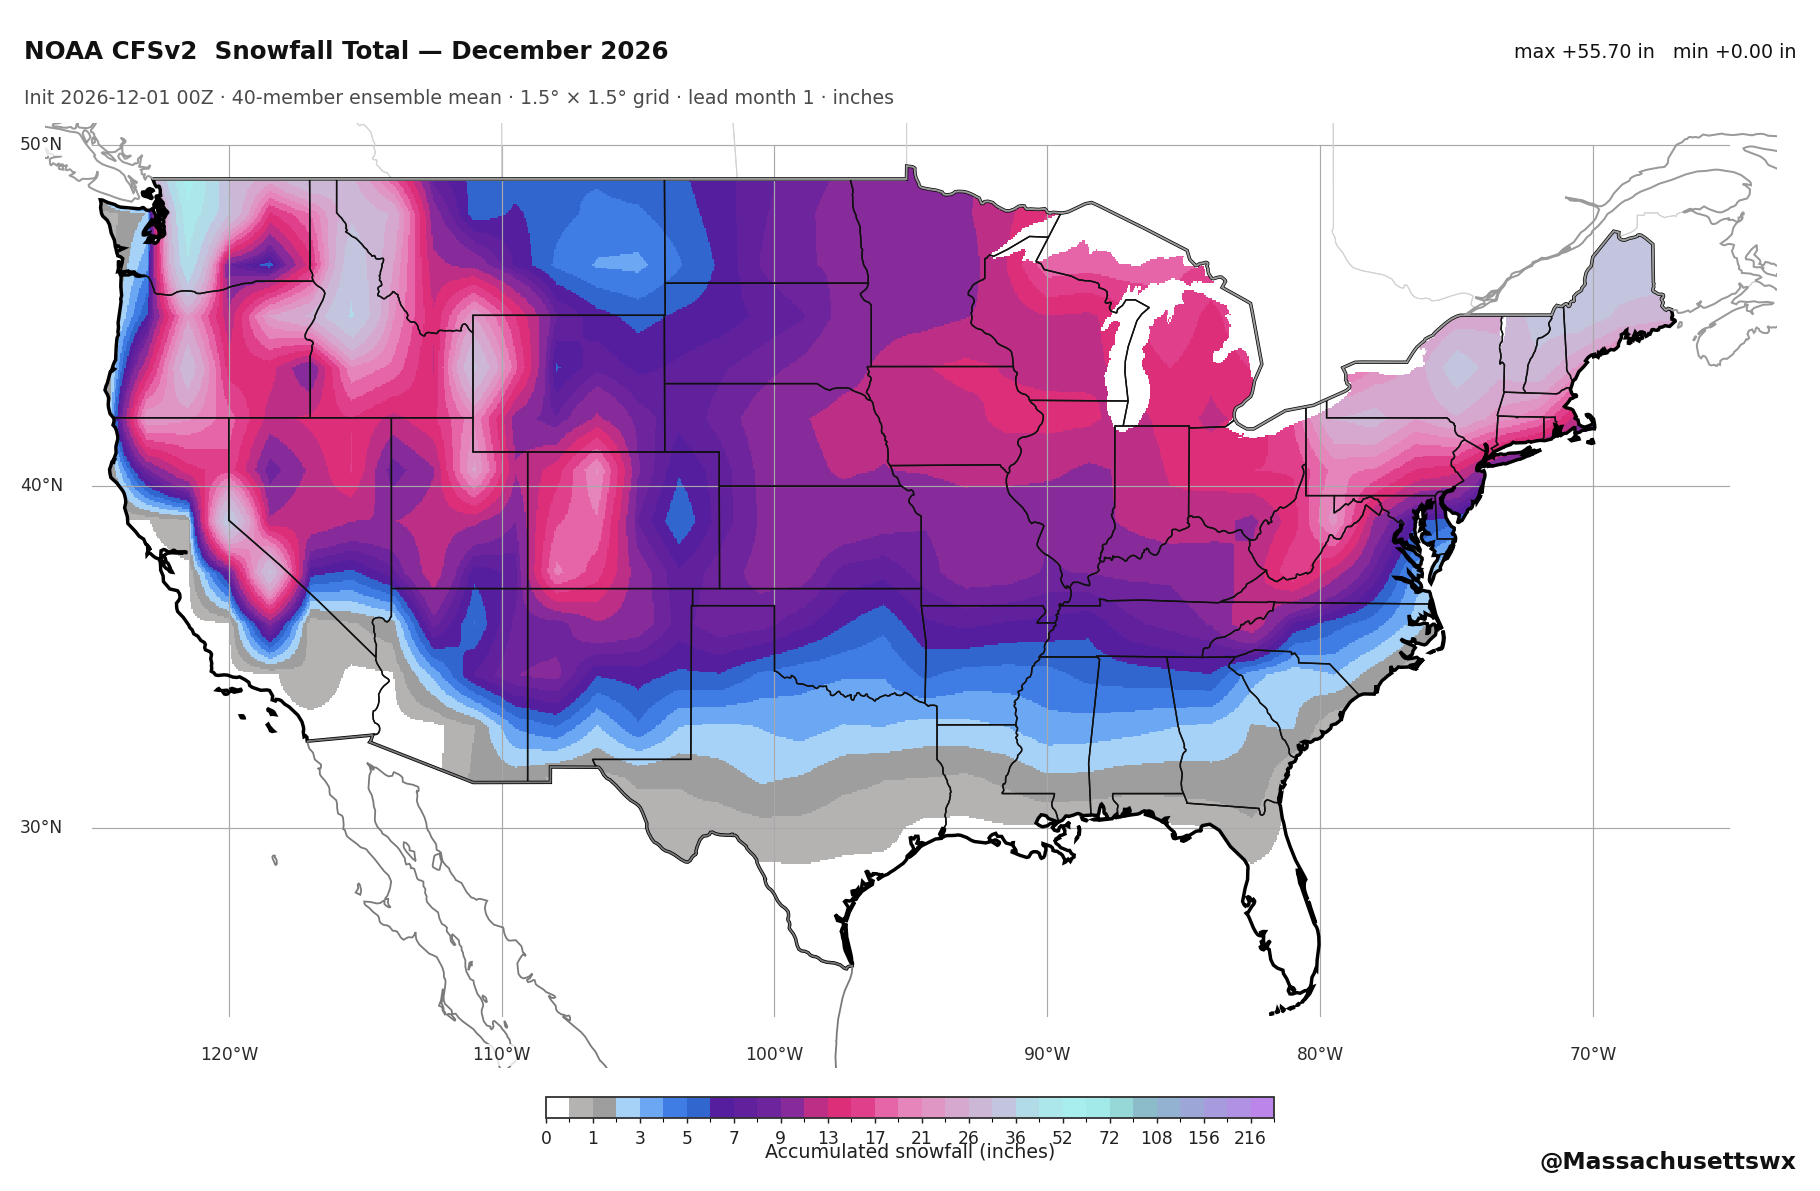 NOAA CFSv2  Snowfall Total — December 2026
max +55.70 in   min +0.00 in
Init 2026-12-01 00Z · 40-member ensemble mean · 1.5° × 1.5° grid · lead month 1 · inches
50°N
40°N
30°N
120°W 110°W 100°W 90°W 80°W 70°W
0 1 3 5 7 9 13 17 21 26 36 52 72 108 156 216
Accumulated snowfall (inches)
@Massachusettswx